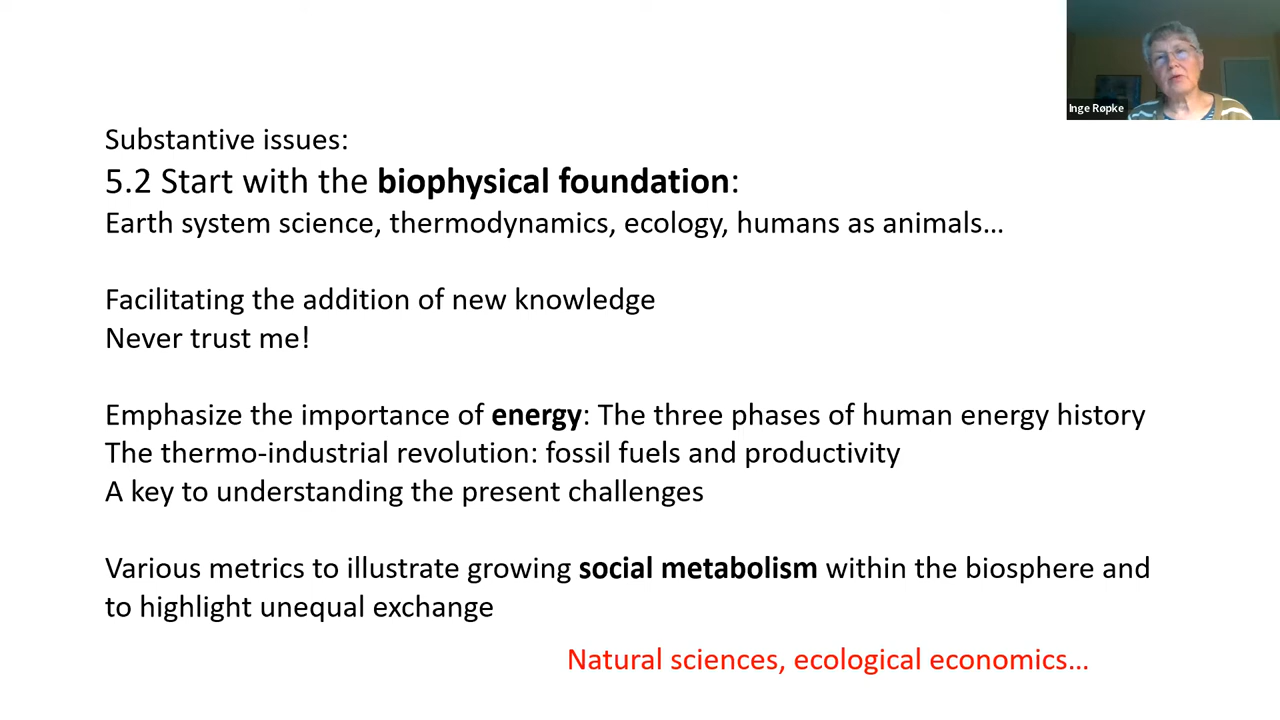 Inge Røpke
Substantive issues:
5.2 Start with the biophysical foundation:
Earth system science, thermodynamics, ecology, humans as animals…
Facilitating the addition of new knowledge
Never trust me!
Emphasize the importance of energy: The three phases of human energy history
The thermo-industrial revolution: fossil fuels and productivity
A key to understanding the present challenges
Various metrics to illustrate growing social metabolism within the biosphere and
to highlight unequal exchange
Natural sciences, ecological economics…